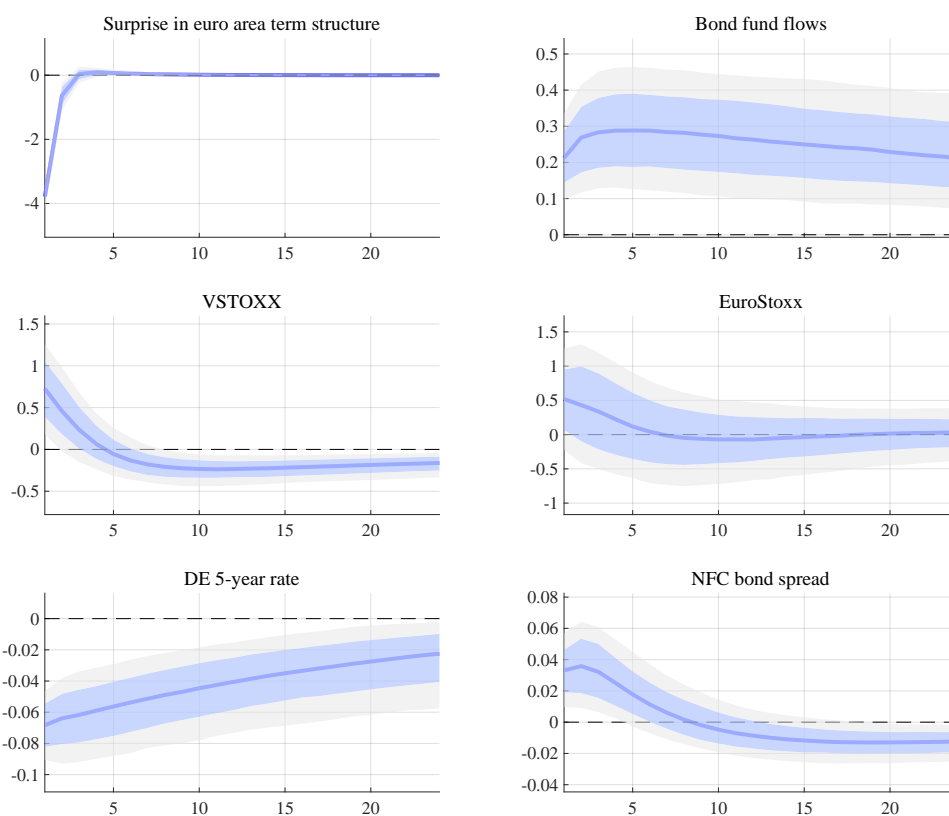 Surprise in euro area term structure
0
-2
-4
5 10 15 20
Bond fund flows
0.5
0.4
0.3
0.2
0.1
0
5 10 15 20
VSTOXX
1.5
1
0.5
0
-0.5
5 10 15 20
EuroStoxx
1.5
1
0.5
0
-0.5
-1
5 10 15 20
DE 5-year rate
0
-0.02
-0.04
-0.06
-0.08
-0.1
5 10 15 20
NFC bond spread
0.08
0.06
0.04
0.02
0
-0.02
-0.04
5 10 15 20